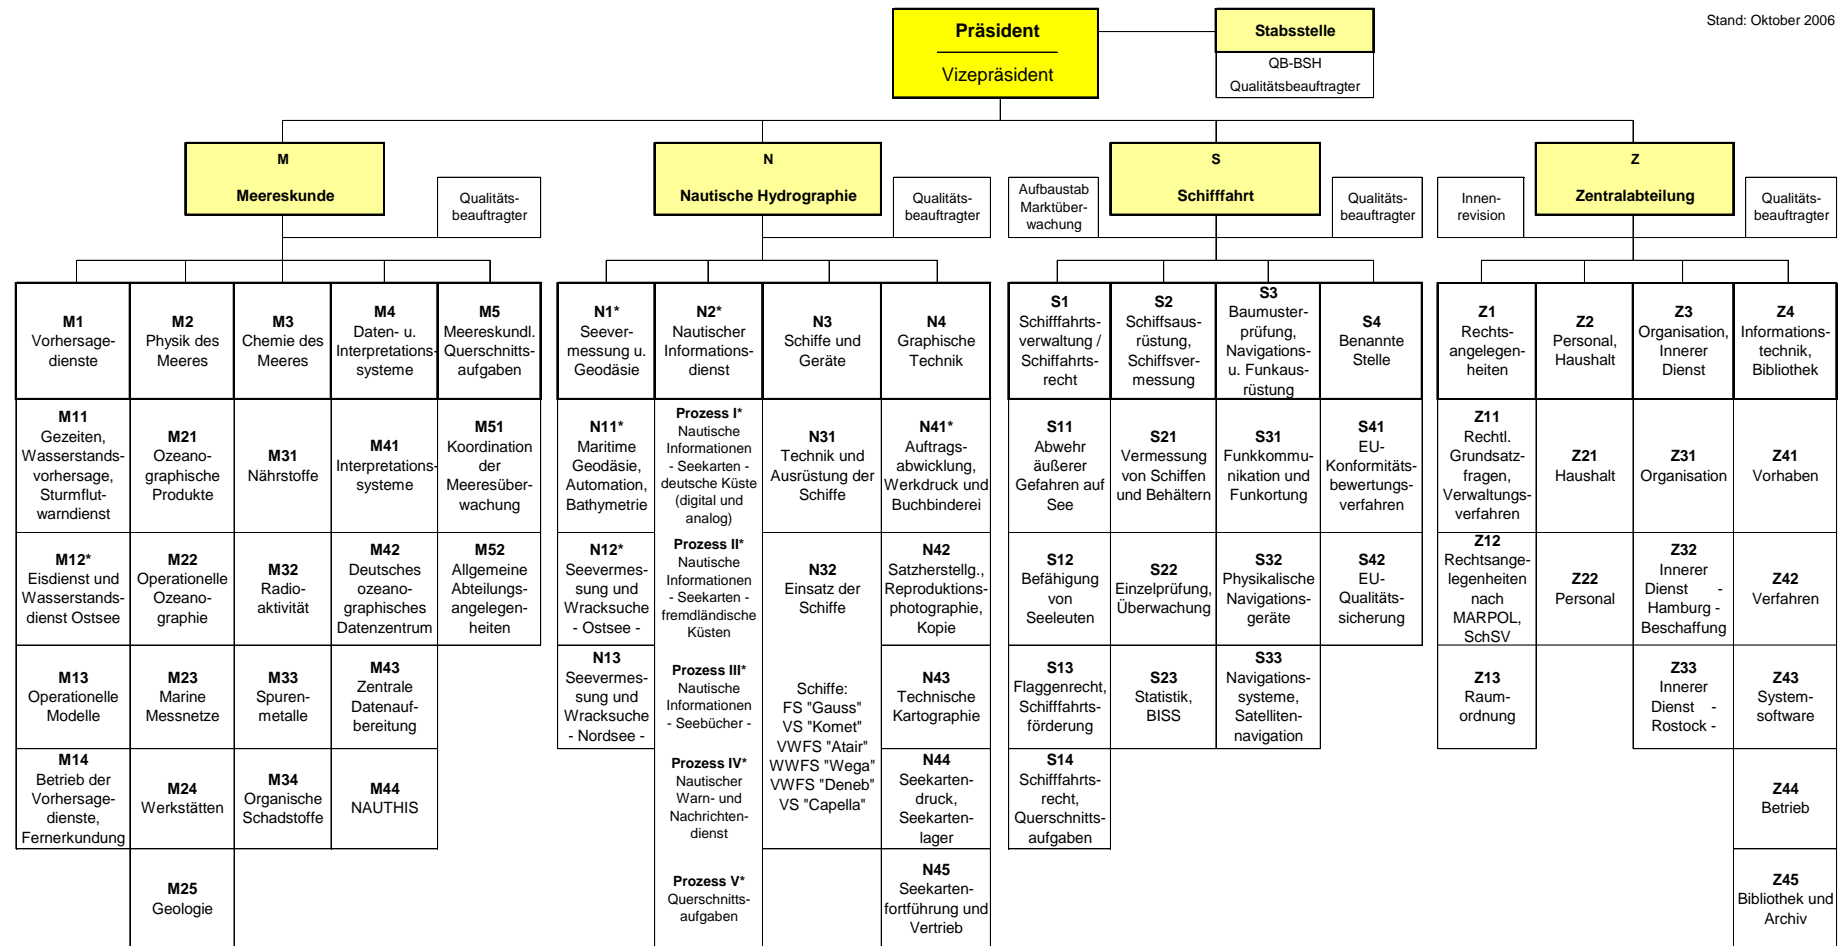 Stand: Oktober 2006
Präsident
Vizepräsident
Stabsstelle
QB-BSH
Qualitätsbeauftragter
M
Meereskunde
Qualitäts-
beauftragter
N
Nautische Hydrographie
Qualitäts-
beauftragter
Aufbaustab
Marktüber-
wachung
S
Schifffahrt
Qualitäts-
beauftragter
Innen-
revision
Z
Zentralabteilung
Qualitäts-
beauftragter
M1
Vorhersage-
dienste
M2
Physik des
Meeres
M3
Chemie des
Meeres
M4
Daten- u.
Interpretations-
systeme
M5
Meereskundl.
Querschnitts-
aufgaben
N1*
Seever-
messung u.
Geodäsie
N2*
Nautischer
Informations-
dienst
N3
Schiffe und
Geräte
N4
Graphische
Technik
S1
Schifffahrts-
verwaltung /
Schiffahrts-
recht
S2
Schiffsaus-
rüstung,
Schiffsver-
messung
S3
Baumuster-
prüfung,
Navigations-
u. Funkaus-
rüstung
S4
Benannte
Stelle
Z1
Rechts-
angelegen-
heiten
Z2
Personal,
Haushalt
Z3
Organisation,
Innerer
Dienst
Z4
Informations-
technik,
Bibliothek
M11
Gezeiten,
Wasserstands-
vorhersage,
Sturmflut-
warndienst
M21
Ozeano-
graphische
Produkte
M31
Nährstoffe
M41
Interpretations-
systeme
M51
Koordination
der
Meeresüber-
wachung
N11*
Maritime
Geodäsie,
Automation,
Bathymetrie
Prozess I*
Nautische
Informationen
- Seekarten -
deutsche Küste
(digital und
analog)
N31
Technik und
Ausrüstung der
Schiffe
N41*
Auftrags-
abwicklung,
Werkdruck und
Buchbinderei
S11
Abwehr
äußerer
Gefahren auf
See
S21
Vermessung
von Schiffen
und Behältern
S31
Funkkommu-
nikation und
Funkortung
S41
EU-
Konformitäts-
bewertungs-
verfahren
Z11
Rechtl.
Grundsatz-
fragen,
Verwaltungs-
verfahren
Z21
Haushalt
Z31
Organisation
Z41
Vorhaben
M12*
Eisdienst und
Wasserstands-
dienst Ostsee
M22
Operationelle
Ozeano-
graphie
M32
Radio-
aktivität
M42
Deutsches
ozeano-
graphisches
Datenzentrum
M52
Allgemeine
Abteilungs-
angelegen-
heiten
N12*
Seevermes-
sung und
Wracksuche
- Ostsee -
Prozess II*
Nautische
Informationen
- Seekarten -
fremdländische
Küsten
N32
Einsatz der
Schiffe
N42
Satzherstellg.,
Reproduktions-
photographie,
Kopie
S12
Befähigung
von
Seeleuten
S22
Einzelprüfung,
Überwachung
S32
Physikalische
Navigations-
geräte
S42
EU-
Qualitäts-
sicherung
Z12
Rechtsange-
legenheiten
nach
MARPOL,
SchSV
Z22
Personal
Z32
Innerer
Dienst -
Hamburg -
Beschaffung
Z42
Verfahren
M13
Operationelle
Modelle
M23
Marine
Messnetze
M33
Spuren-
metalle
M43
Zentrale
Datenauf-
bereitung
N13
Seevermes-
sung und
Wracksuche
- Nordsee -
Prozess III*
Nautische
Informationen
- Seebücher -
Schiffe:
FS "Gauss"
VS "Komet"
VWFS "Atair"
WWFS "Wega"
VWFS "Deneb"
VS "Capella"
N43
Technische
Kartographie
S13
Flaggenrecht,
Schifffahrts-
förderung
S23
Statistik,
BISS
S33
Navigations-
systeme,
Satelliten-
navigation
Z13
Raum-
ordnung
Z33
Innerer
Dienst -
Rostock -
Z43
System-
software
M14
Betrieb der
Vorhersage-
dienste,
Fernerkundung
M24
Werkstätten
M34
Organische
Schadstoffe
M44
NAUTHIS
Prozess IV*
Nautischer
Warn- und
Nachrichten-
dienst
N44
Seekarten-
druck,
Seekarten-
lager
S14
Schifffahrts-
recht,
Querschnitts-
aufgaben
Z44
Betrieb
M25
Geologie
Prozess V*
Querschnitts-
aufgaben
N45
Seekarten-
fortführung und
Vertrieb
Z45
Bibliothek und
Archiv